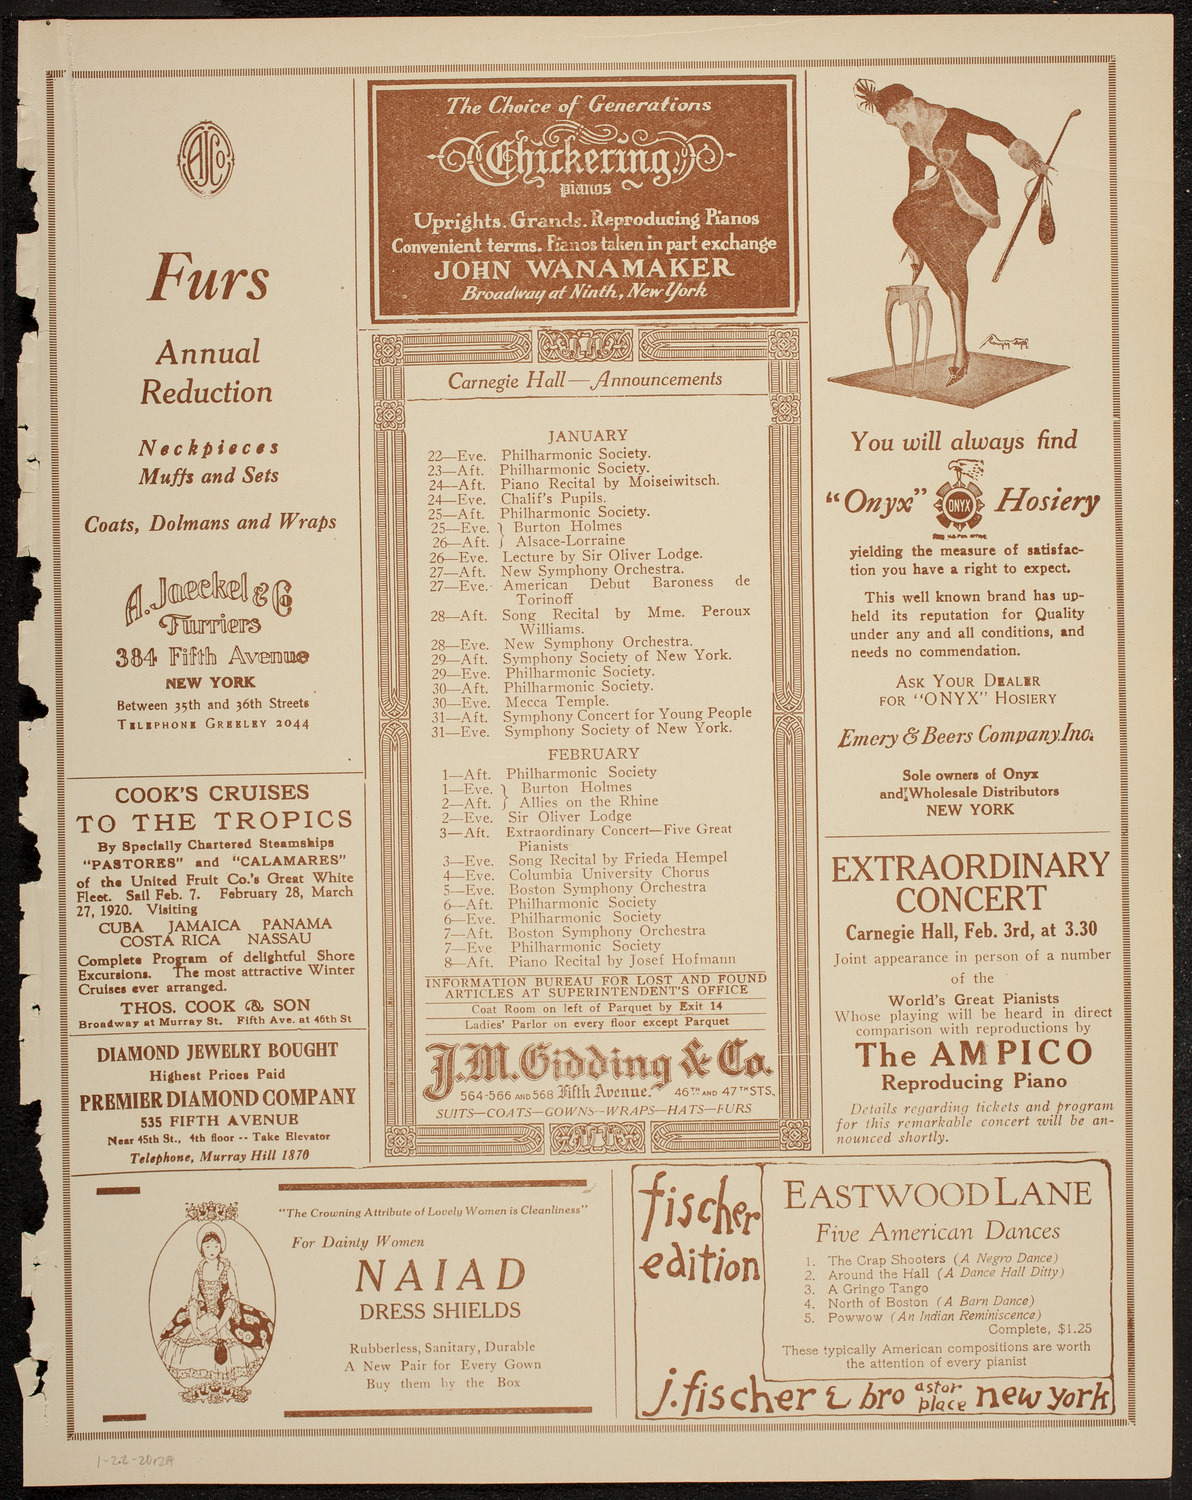 AJCo
Furs
Annual
Reduction
Neckpieces
Muffs and Sets
Coats, Dolmans and Wraps
A. Jaeckel & Co
Furriers
384 Fifth Avenue
NEW YORK
Between 35th and 36th Streets
TELEPHONE GREELEY 2044
COOK'S CRUISES
TO THE TROPICS
By Specially Chartered Steamships
"PASTORES" and "CALAMARES"
of the United Fruit Co.'s Great White
Fleet. Sail Feb. 7. February 28, March
27, 1920. Visiting
CUBA JAMAICA PANAMA
COSTA RICA NASSAU
Complete Program of delightful Shore
Excursions. The most attractive Winter
Cruises ever arranged.
THOS. COOK & SON
Broadway at Murray St. Fifth Ave. at 46th St
DIAMOND JEWELRY BOUGHT
Highest Prices Paid
PREMIER DIAMOND COMPANY
535 FIFTH AVENUE
Near 45th St., 4th floor -- Take Elevator
Telephone, Murray Hill 1870
The Choice of Generations
Chickering
pianos
Uprights. Grands. Reproducing Pianos
Convenient terms. Pianos taken in part exchange
JOHN WANAMAKER
Broadway at Ninth, New York
Carnegie Hall—Announcements
JANUARY
22—Eve. Philharmonic Society.
23—Aft. Philharmonic Society.
24—Aft. Piano Recital by Moiseiwitsch.
24—Eve. Chalif's Pupils.
25—Aft. Philharmonic Society.
25—Eve. } Burton Holmes
26—Aft. } Alsace-Lorraine
26—Eve. Lecture by Sir Oliver Lodge.
27—Aft. New Symphony Orchestra.
27—Eve. American Debut Baroness de
Torinoff
28—Aft. Song Recital by Mme. Peroux
Williams.
28—Eve. New Symphony Orchestra.
29—Aft. Symphony Society of New York.
29—Eve. Philharmonic Society.
30—Aft. Philharmonic Society.
30—Eve. Mecca Temple.
31—Aft. Symphony Concert for Young People
31—Eve. Symphony Society of New York.
FEBRUARY
1—Aft. Philharmonic Society
1—Eve. } Burton Holmes
2—Aft. } Allies on the Rhine
2—Eve. Sir Oliver Lodge
3—Aft. Extraordinary Concert—Five Great
Pianists
3—Eve. Song Recital by Frieda Hempel
4—Eve. Columbia University Chorus
5—Eve. Boston Symphony Orchestra
6—Aft. Philharmonic Society
6—Eve. Philharmonic Society
7—Aft. Boston Symphony Orchestra
7—Eve Philharmonic Society
8—Aft. Piano Recital by Josef Hofmann
INFORMATION BUREAU FOR LOST AND FOUND
ARTICLES AT SUPERINTENDENT'S OFFICE
Coat Room on left of Parquet by Exit 14
Ladies' Parlor on every floor except Parquet
J.M. Gidding & Co.
564-566 AND 568 Fifth Avenue. 46TH AND 47TH STS.
SUITS—COATS—GOWNS—WRAPS—HATS—FURS
You will always find
"Onyx" ONYX Hosiery
yielding the measure of satisfac-
tion you have a right to expect.
This well known brand has up-
held its reputation for Quality
under any and all conditions, and
needs no commendation.
ASK YOUR DEALER
FOR "ONYX" HOSIERY
Emery & Beers Company.Inc.
Sole owners of Onyx
and Wholesale Distributors
NEW YORK
EXTRAORDINARY
CONCERT
Carnegie Hall, Feb. 3rd, at 3.30
Joint appearance in person of a number
of the
World's Great Pianists
Whose playing will be heard in direct
comparison with reproductions by
The AMPICO
Reproducing Piano
Details regarding tickets and program
for this remarkable concert will be an-
nounced shortly.
"The Crowning Attribute of Lovely Women is Cleanliness"
For Dainty Women
NAIAD
DRESS SHIELDS
Rubberless, Sanitary, Durable
A New Pair for Every Gown
Buy them by the Box
fischer
edition
EASTWOOD LANE
Five American Dances
1. The Crap Shooters (A Negro Dance)
2. Around the Hall (A Dance Hall Ditty)
3. A Gringo Tango
4. North of Boston (A Barn Dance)
5. Powwow (An Indian Reminiscence)
Complete, $1.25
These typically American compositions are worth
the attention of every pianist
j. fischer & bro astor place new york
1-22-20.2A